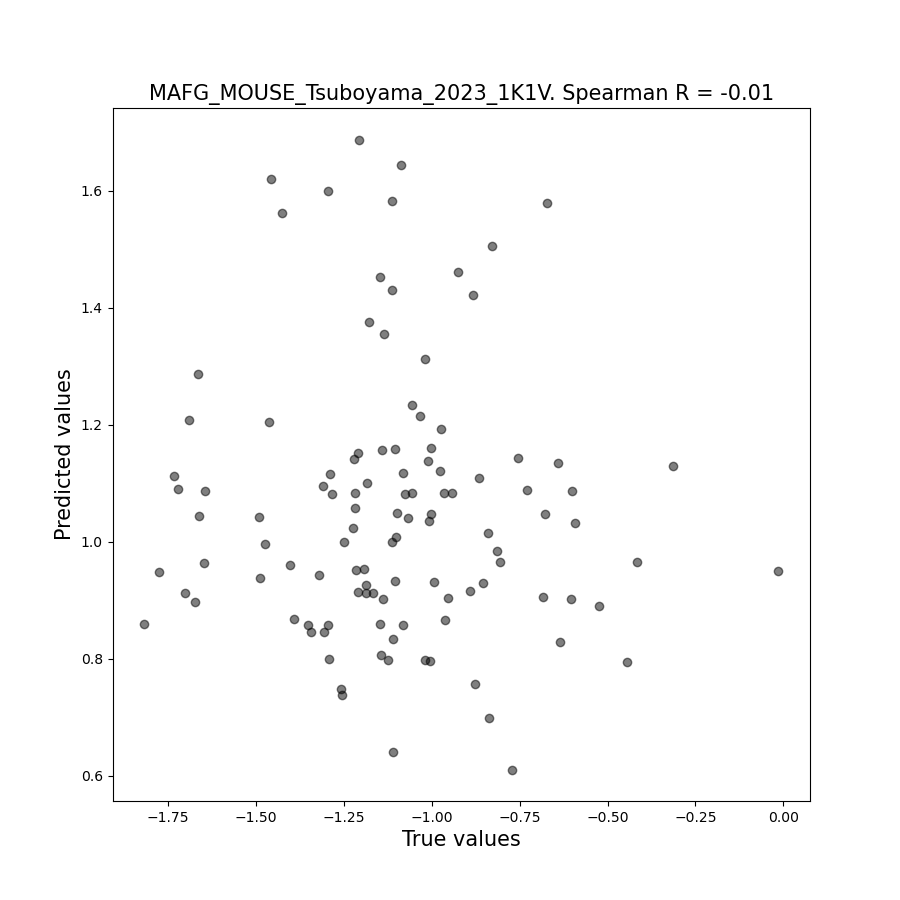 MAFG_MOUSE_Tsuboyama_2023_1K1V. Spearman R = -0.01
Predicted values
1.6
1.4
1.2
1.0
0.8
0.6
−1.75 −1.50 −1.25 −1.00 −0.75 −0.50 −0.25 0.00
True values